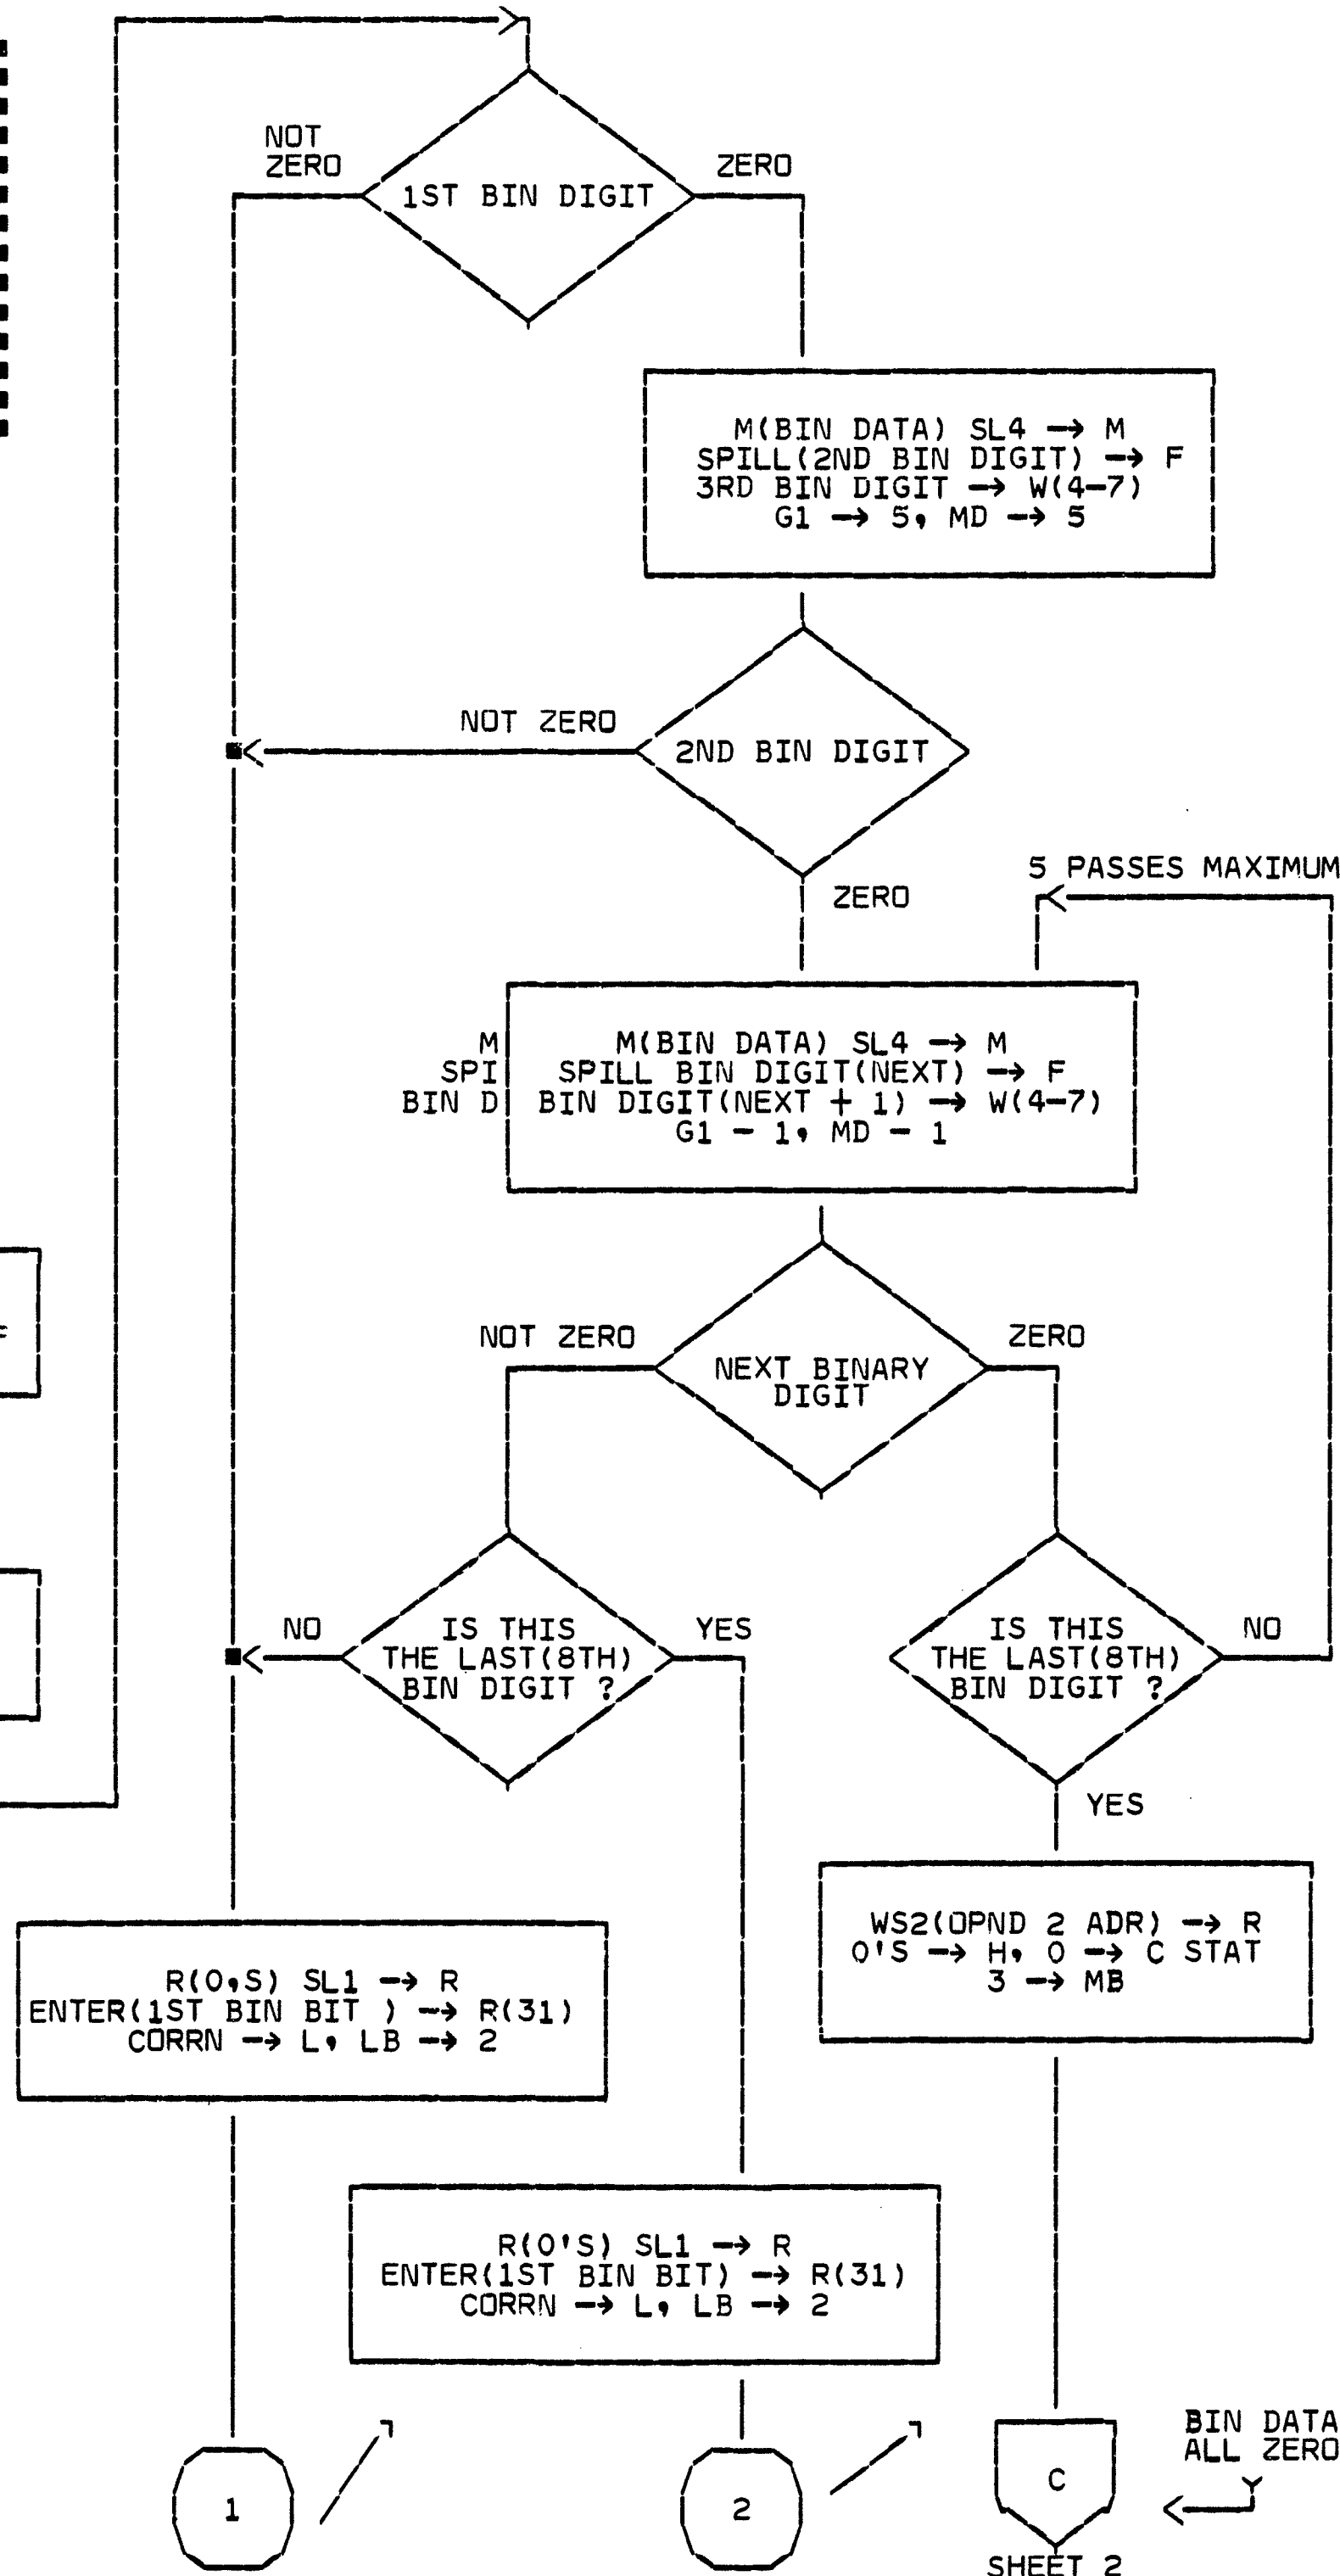 NOT
ZERO
ZERO
1ST BIN DIGIT
M(BIN DATA) SL4 → M
SPILL(2ND BIN DIGIT) → F
3RD BIN DIGIT → W(4-7)
G1 → 5, MD → 5
NOT ZERO
2ND BIN DIGIT
5 PASSES MAXIMUM
ZERO
M
SPI
BIN D
M(BIN DATA) SL4 → M
SPILL BIN DIGIT(NEXT) → F
BIN DIGIT(NEXT + 1) → W(4-7)
G1 - 1, MD - 1
NOT ZERO
ZERO
NEXT BINARY
DIGIT
NO
IS THIS
THE LAST(8TH)
BIN DIGIT ?
YES
IS THIS
THE LAST(8TH)
BIN DIGIT ?
NO
YES
WS2(OPND 2 ADR) → R
0'S → H, 0 → C STAT
3 → MB
R(0,S) SL1 → R
ENTER(1ST BIN BIT ) → R(31)
CORRN → L, LB → 2
R(0'S) SL1 → R
ENTER(1ST BIN BIT) → R(31)
CORRN → L, LB → 2
1
2
C
BIN DATA
ALL ZERO
SHEET 2